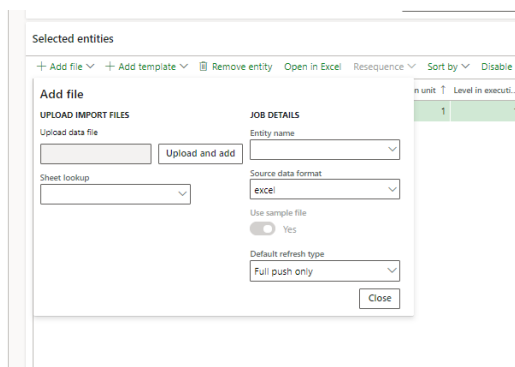 Selected entities
Add file
Add template
Remove entity
Open in Excel
Resequence
Sort by
Disable
Add file
UPLOAD IMPORT FILES
Upload data file
Upload and add
Sheet lookup
JOB DETAILS
Entity name
Source data format
excel
Use sample file
Yes
Default refresh type
Full push only
Close
n unit
Level in executi...
1